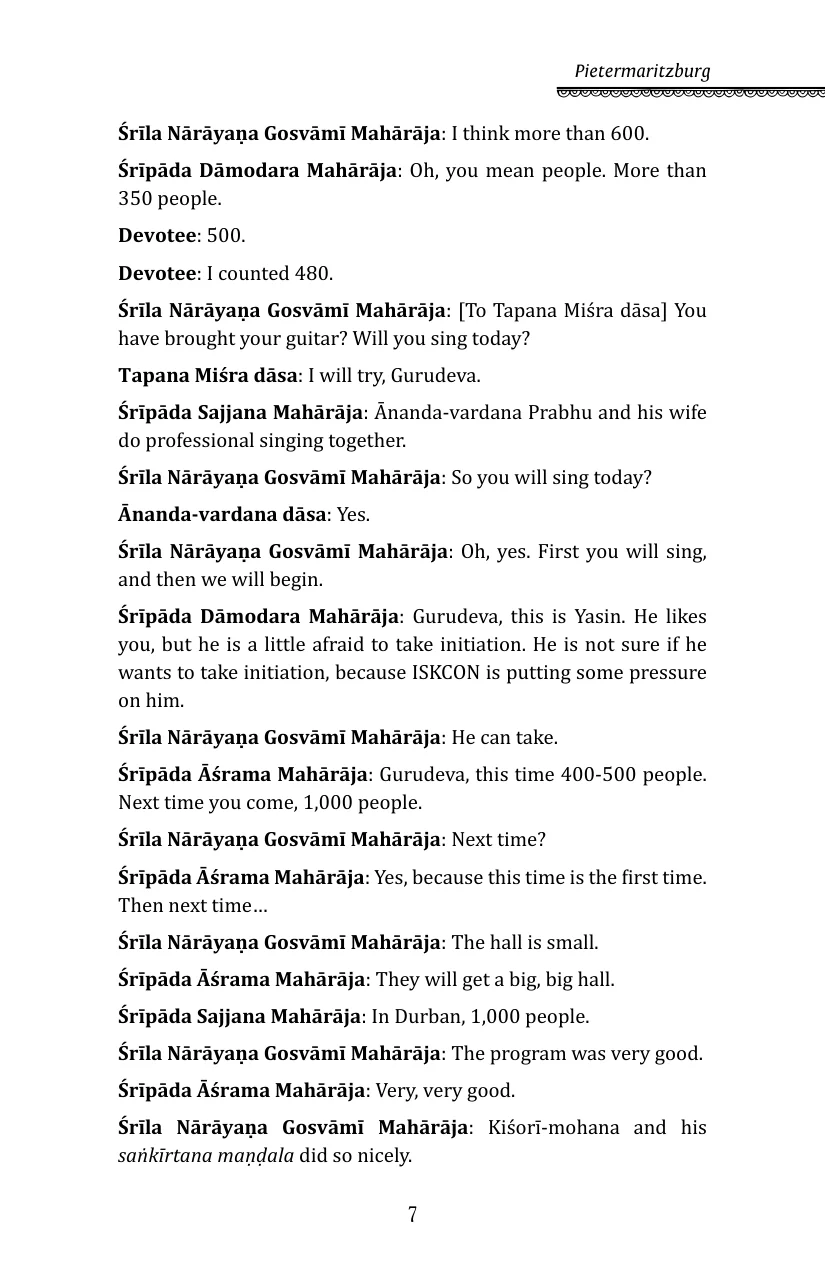 Pietermaritzburg
Śrīla Nārāyaṇa Gosvāmī Mahārāja: I think more than 600.
Śrīpāda Dāmodara Mahārāja: Oh, you mean people. More than
350 people.
Devotee: 500.
Devotee: I counted 480.
Śrīla Nārāyaṇa Gosvāmī Mahārāja: [To Tapana Miśra dāsa] You
have brought your guitar? Will you sing today?
Tapana Miśra dāsa: I will try, Gurudeva.
Śrīpāda Sajjana Mahārāja: Ānanda-vardana Prabhu and his wife
do professional singing together.
Śrīla Nārāyaṇa Gosvāmī Mahārāja: So you will sing today?
Ānanda-vardana dāsa: Yes.
Śrīla Nārāyaṇa Gosvāmī Mahārāja: Oh, yes. First you will sing,
and then we will begin.
Śrīpāda Dāmodara Mahārāja: Gurudeva, this is Yasin. He likes
you, but he is a little afraid to take initiation. He is not sure if he
wants to take initiation, because ISKCON is putting some pressure
on him.
Śrīla Nārāyaṇa Gosvāmī Mahārāja: He can take.
Śrīpāda Āśrama Mahārāja: Gurudeva, this time 400-500 people.
Next time you come, 1,000 people.
Śrīla Nārāyaṇa Gosvāmī Mahārāja: Next time?
Śrīpāda Āśrama Mahārāja: Yes, because this time is the first time.
Then next time…
Śrīla Nārāyaṇa Gosvāmī Mahārāja: The hall is small.
Śrīpāda Āśrama Mahārāja: They will get a big, big hall.
Śrīpāda Sajjana Mahārāja: In Durban, 1,000 people.
Śrīla Nārāyaṇa Gosvāmī Mahārāja: The program was very good.
Śrīpāda Āśrama Mahārāja: Very, very good.
Śrīla Nārāyaṇa Gosvāmī Mahārāja: Kiśorī-mohana and his
saṅkīrtana maṇḍala did so nicely.
7